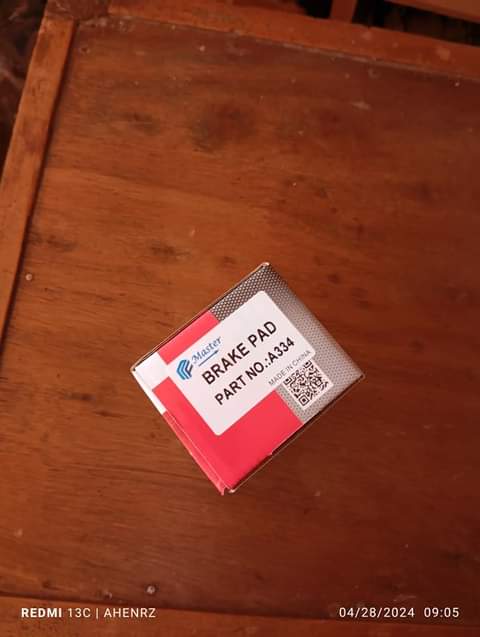 Master
BRAKE PAD
PART NO.:A334
MADE IN CHINA
REDMI 13C | AHENRZ
04/28/2024 09:05